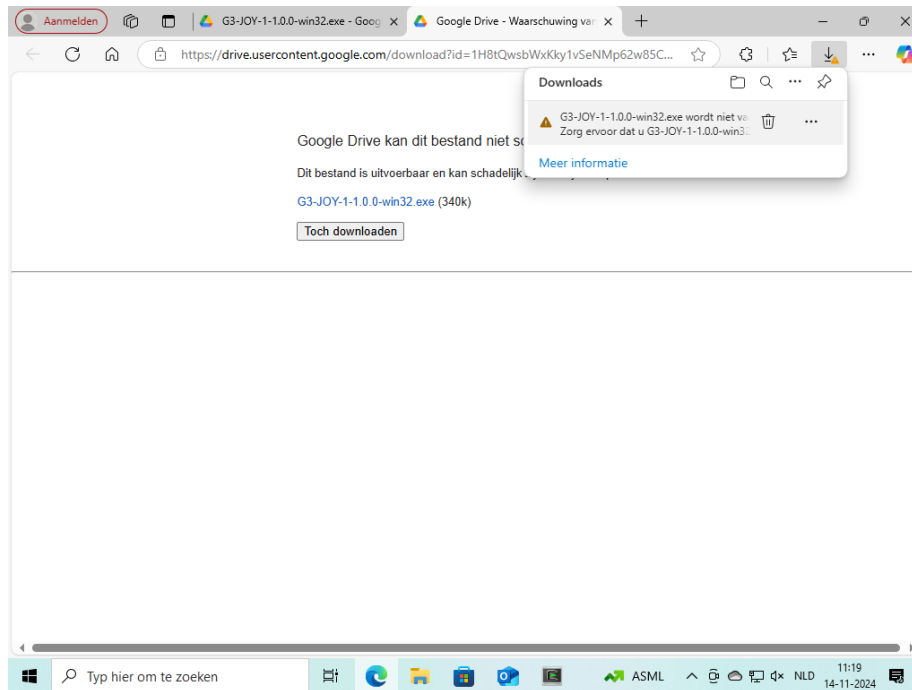 Aanmelden
G3-JOY-1-1.0.0-win32.exe - Goog
Google Drive - Waarschuwing van
https://drive.usercontent.google.com/download?id=1H8tQwsbWxKky1vSeNMp62w85C...
Downloads
G3-JOY-1-1.0.0-win32.exe wordt niet va
Zorg ervoor dat u G3-JOY-1-1.0.0-win3
Meer informatie
Google Drive kan dit bestand niet sc
Dit bestand is uitvoerbaar en kan schadelijk
G3-JOY-1-1.0.0-win32.exe (340k)
Toch downloaden
Typ hier om te zoeken
ASML
NLD
11:19
14-11-2024